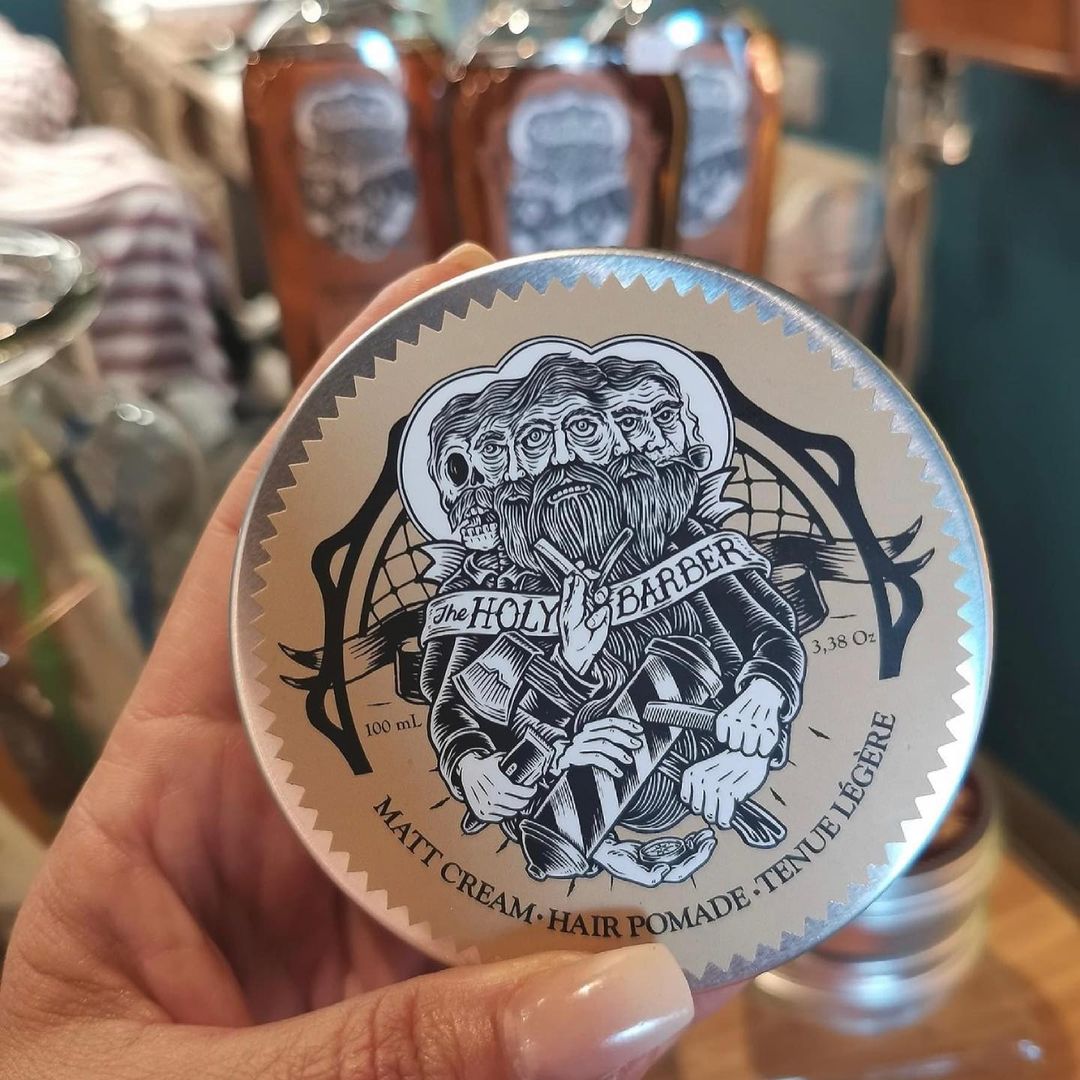 The HOLY BARBER
100 mL
3,38 Oz
MATT CREAM · HAIR POMADE · TENUE LÉGÈRE